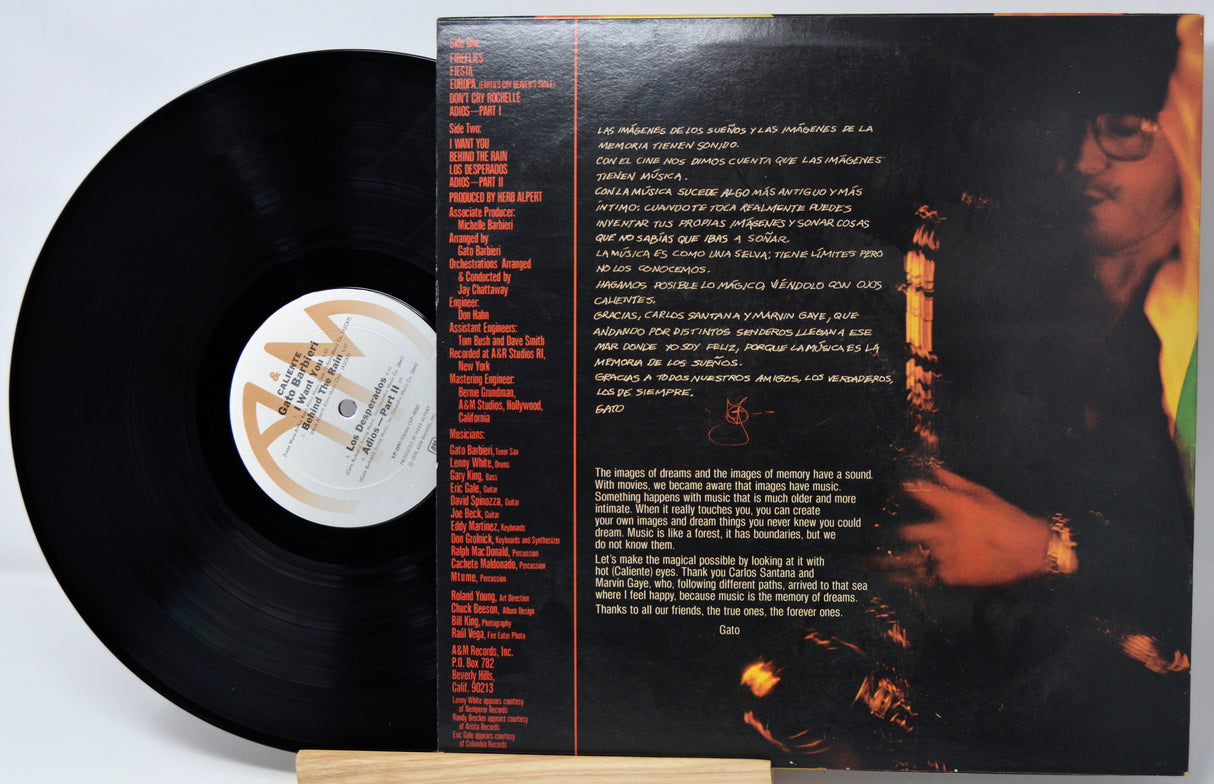 Side One:
FIREFLIES
FIESTA
EUROPA (EARTH'S CRY HEAVEN'S SMILE)
DON'T CRY ROCHELLE
ADIOS—PART I
Side Two:
I WANT YOU
BEHIND THE RAIN
LOS DESPERADOS
ADIOS—PART II
PRODUCED BY HERB ALPERT
Associate Producer:
Michelle Barbieri
Arranged by
Gato Barbieri
Orchestrations Arranged
& Conducted by
Jay Chattaway
Engineer:
Don Hahn
Assistant Engineers:
Tom Bush and Dave Smith
Recorded at A&R Studios RI,
New York
Mastering Engineer:
Bernie Grundman,
A&M Studios, Hollywood,
California
Musicians:
Gato Barbieri, Tenor Sax
Lenny White, Drums
Gary King, Bass
Eric Gale, Guitar
David Spinozza, Guitar
Joe Beck, Guitar
Eddy Martinez, Keyboards
Don Grolnick, Keyboards and Synthesizer
Ralph MacDonald, Percussion
Cachete Maldonado, Percussion
Mtume, Percussion
Roland Young, Art Direction
Chuck Beeson, Album Design
Bill King, Photography
Raúl Vega, Fire Eater Photo
A&M Records, Inc.
P.O. Box 782
Beverly Hills,
Calif. 90213
Lenny White appears courtesy
of Nemperor Records
Randy Brecker appears courtesy
of Arista Records
Eric Gale appears courtesy
of Columbia Records
LAS IMÁGENES DE LOS SUEÑOS Y LAS IMÁGENES DE LA
MEMORIA TIENEN SONIDO.
CON EL CINE NOS DIMOS CUENTA QUE LAS IMÁGENES
TIENEN MÚSICA.
CON LA MÚSICA SUCEDE ALGO MÁS ANTIGUO Y MÁS
ÍNTIMO: CUANDO TE TOCA REALMENTE PUEDES
INVENTAR TUS PROPIAS IMÁGENES Y SONAR COSAS
QUE NO SABÍAS QUE IBAS A SOÑAR.
LA MÚSICA ES COMO UNA SELVA; TIENE LÍMITES PERO
NO LOS CONOCEMOS.
HAGAMOS POSIBLE LO MÁGICO, VIÉNDOLO CON OJOS
CALIENTES.
GRACIAS, CARLOS SANTANA Y MARVIN GAYE, QUE
ANDANDO POR DISTINTOS SENDEROS LLEGAN A ESE
MAR DONDE YO SOY FELIZ, PORQUE LA MÚSICA ES LA
MEMORIA DE LOS SUEÑOS.
GRACIAS A TODOS NUESTROS AMIGOS, LOS VERDADEROS,
LOS DE SIEMPRE.
GATO
The images of dreams and the images of memory have a sound.
With movies, we became aware that images have music.
Something happens with music that is much older and more
intimate. When it really touches you, you can create
your own images and dream things you never knew you could
dream. Music is like a forest, it has boundaries, but we
do not know them.
Let's make the magical possible by looking at it with
hot (Caliente) eyes. Thank you Carlos Santana and
Marvin Gaye, who, following different paths, arrived to that sea
where I feel happy, because music is the memory of dreams.
Thanks to all our friends, the true ones, the forever ones.
Gato
A&M
CALIENTE
Gato Barbieri
I Want You
Behind The Rain
Los Desperados
Adios—Part II